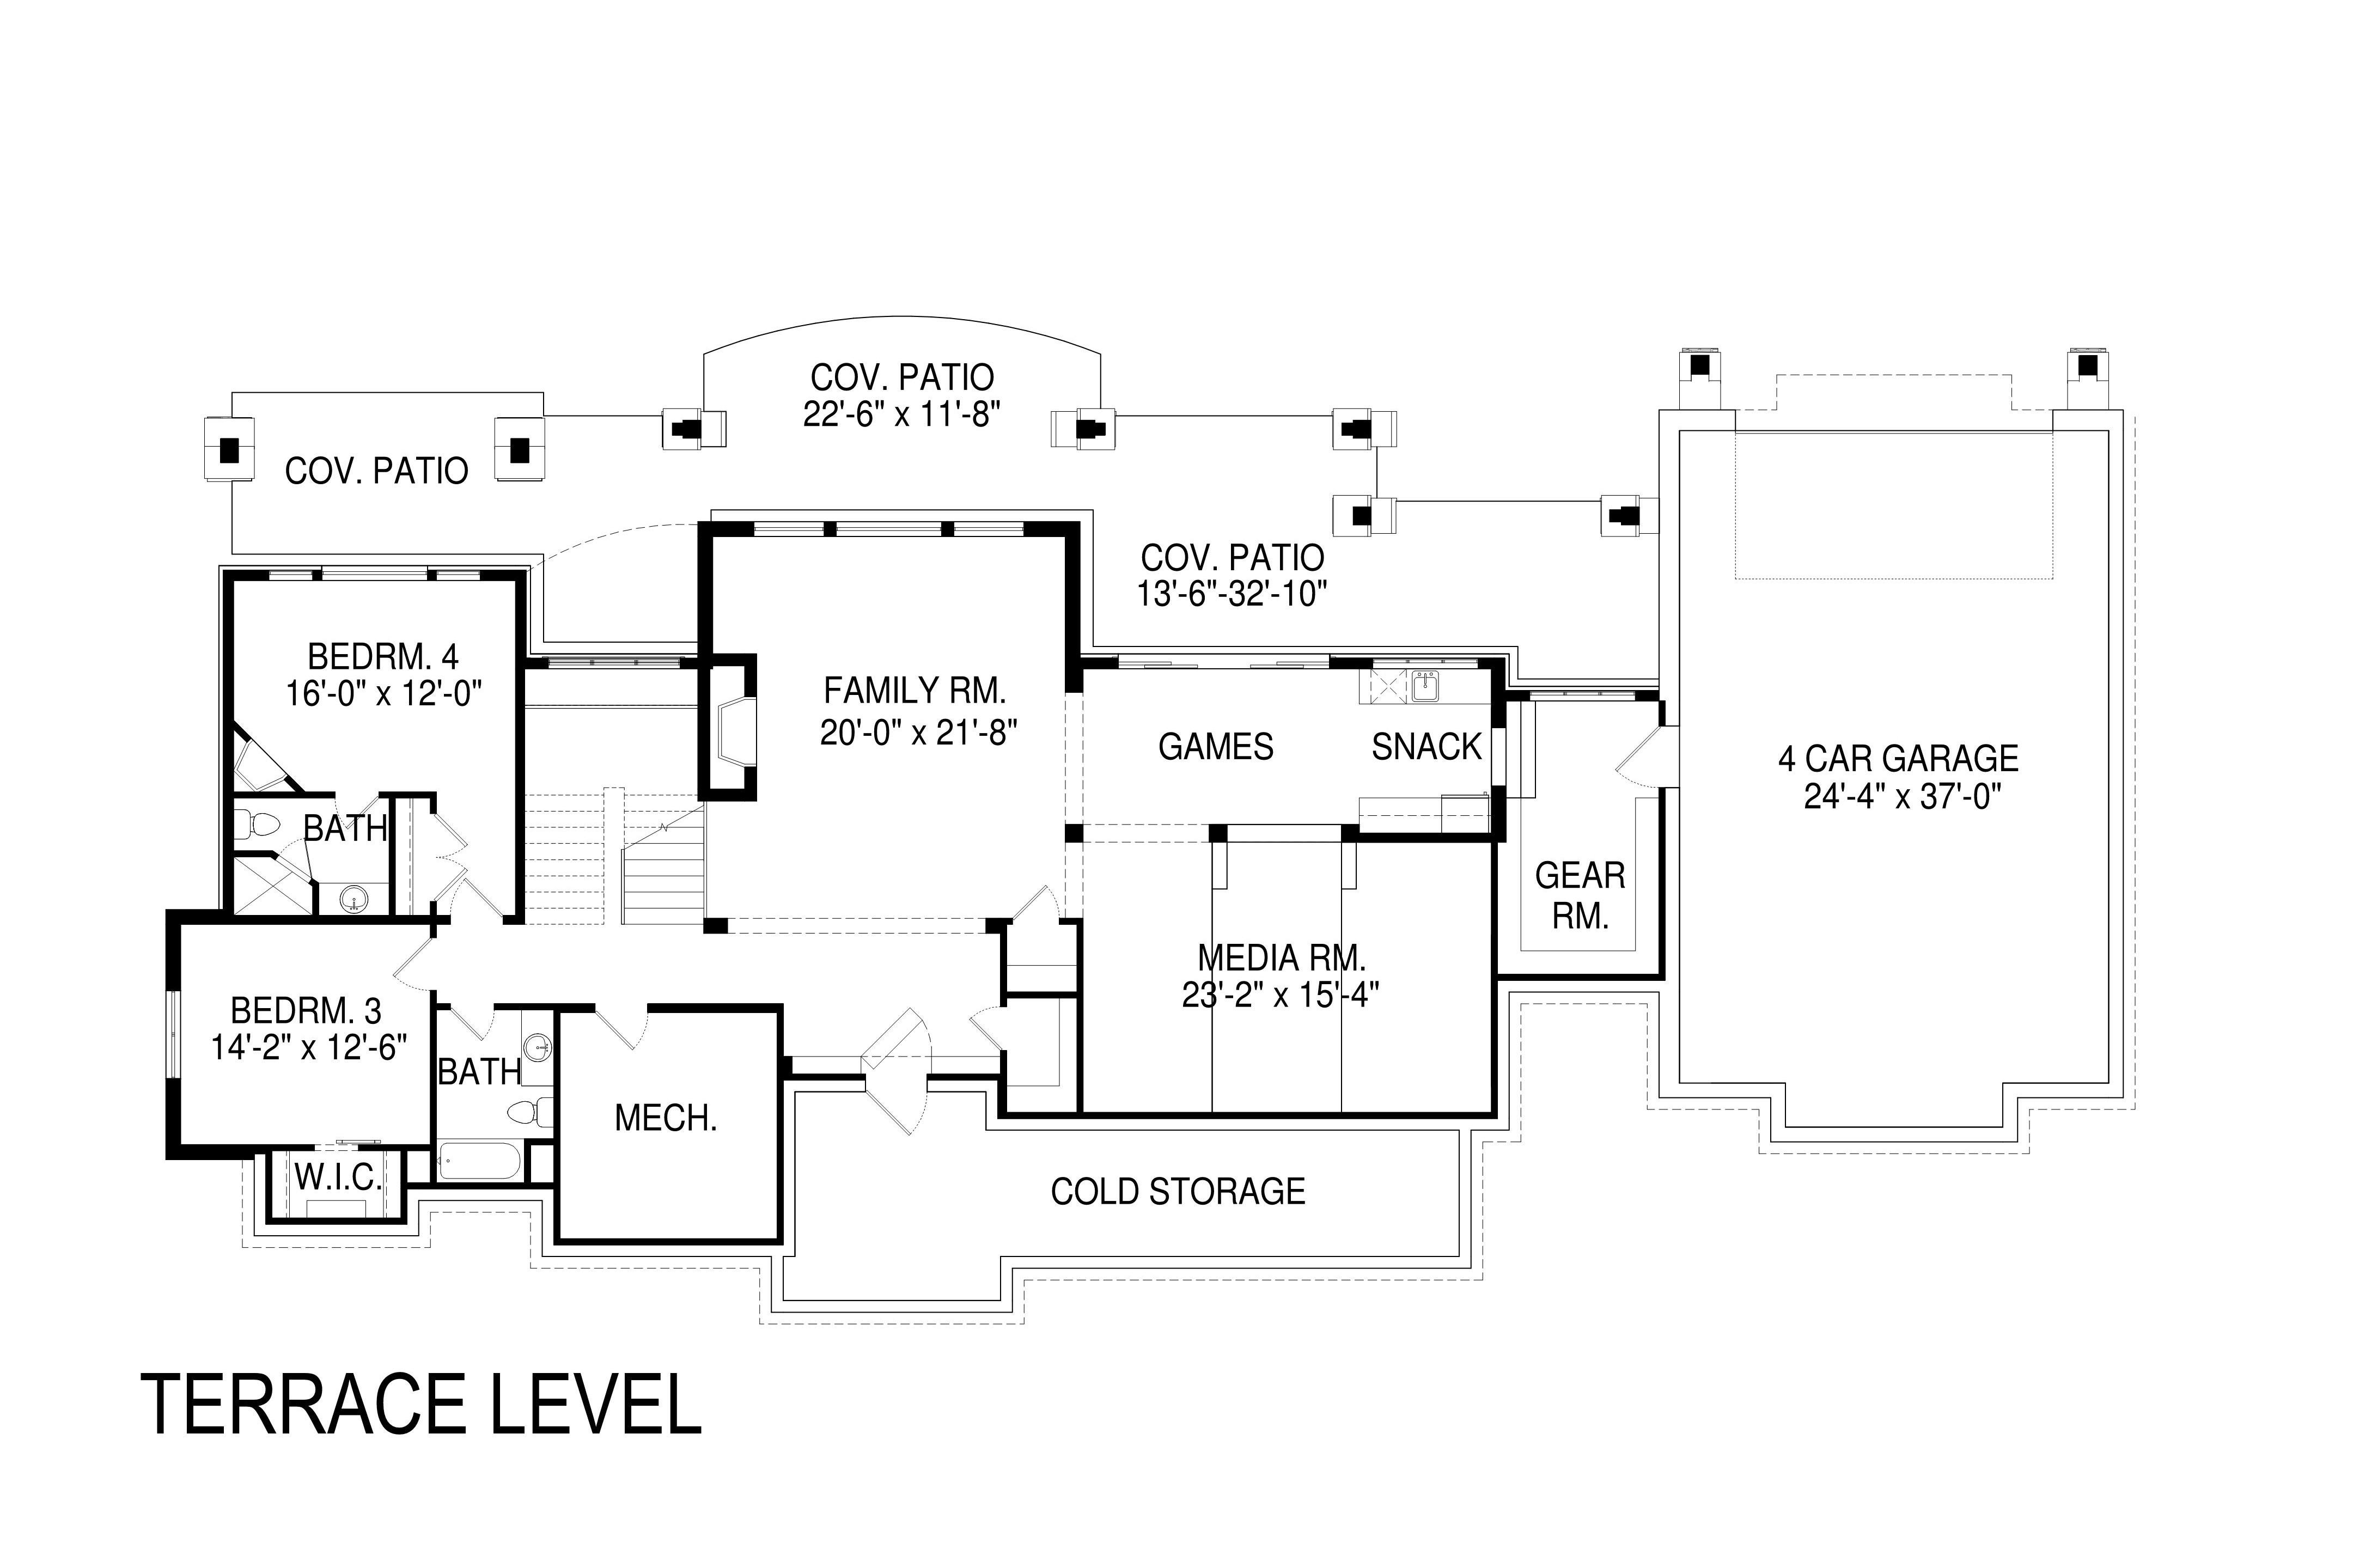 COV. PATIO
22'-6" x 11'-8"
COV. PATIO
COV. PATIO
13'-6"-32'-10"
BEDRM. 4
16'-0" x 12'-0"
FAMILY RM.
20'-0" x 21'-8"
GAMES
SNACK
4 CAR GARAGE
24'-4" x 37'-0"
BATH
GEAR
RM.
MEDIA RM.
23'-2" x 15'-4"
BEDRM. 3
14'-2" x 12'-6"
BATH
MECH.
W.I.C.
COLD STORAGE
TERRACE LEVEL